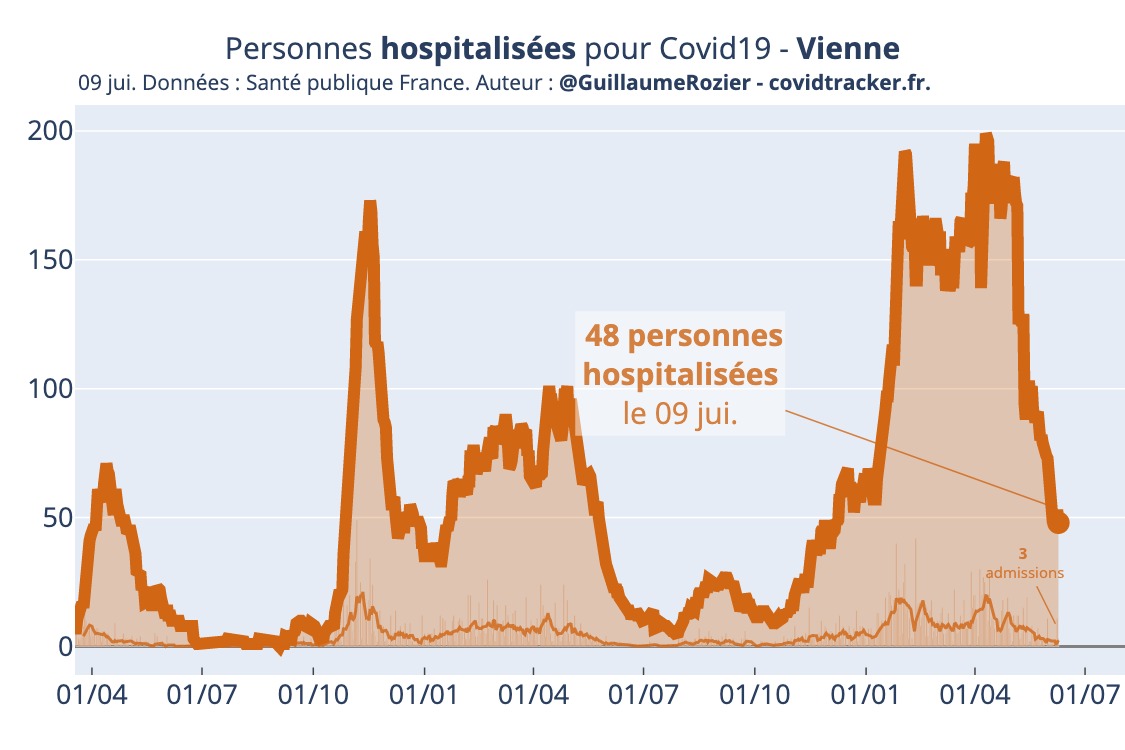 Personnes hospitalisées pour Covid19 - Vienne
09 jui. Données : Santé publique France. Auteur : @GuillaumeRozier - covidtracker.fr.
200
150
100
50
0
48 personnes
hospitalisées
le 09 jui.
3
admissions
01/04 01/07 01/10 01/01 01/04 01/07 01/10 01/01 01/04 01/07